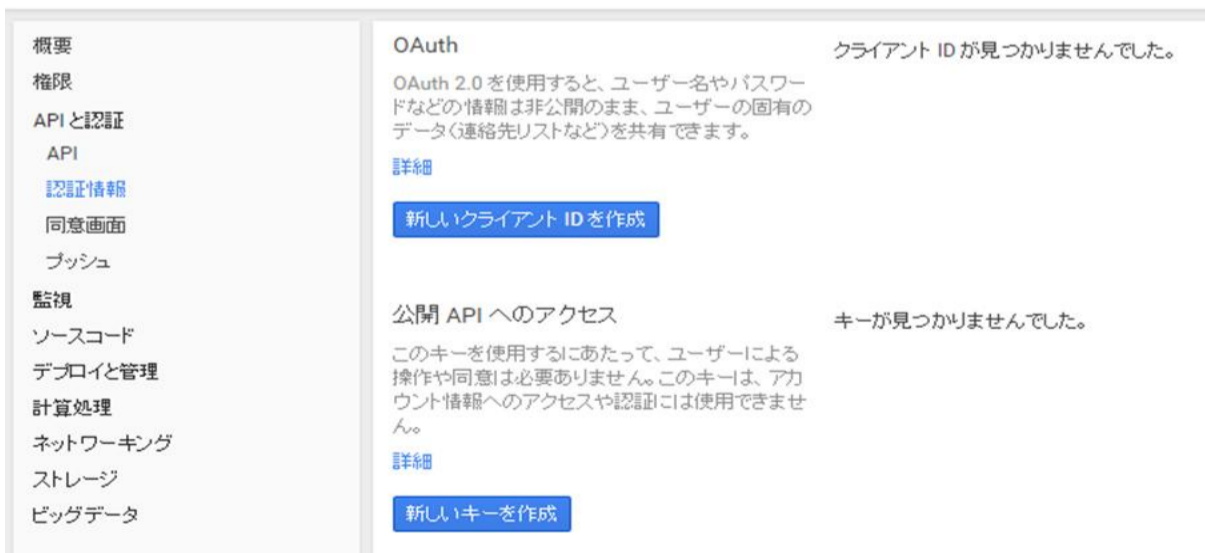 概要
権限
APIと認証
API
認証情報
同意画面
プッシュ
監視
ソースコード
デプロイと管理
計算処理
ネットワーキング
ストレージ
ビッグデータ
OAuth
OAuth 2.0 を使用すると、ユーザー名やパスワー
ドなどの情報は非公開のまま、ユーザーの固有の
データ(連絡先リストなど)を共有できます。
詳細
新しいクライアント ID を作成
クライアント ID が見つかりませんでした。
公開 API へのアクセス
このキーを使用するにあたって、ユーザーによる
操作や同意は必要ありません。このキーは、アカ
ウント情報へのアクセスや認証には使用できませ
ん。
詳細
新しいキーを作成
キーが見つかりませんでした。